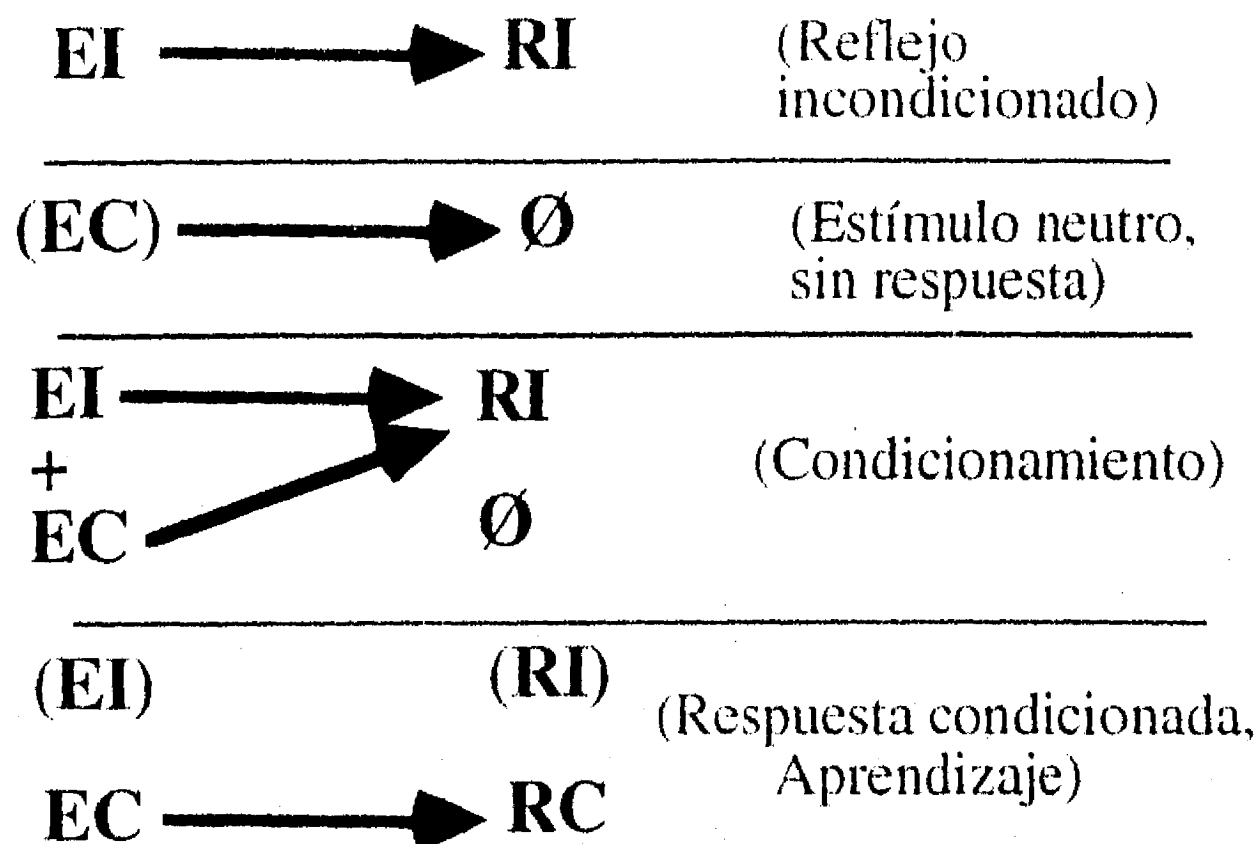 EI RI (Reflejo
incondicionado)
(EC) Ø (Estímulo neutro,
sin respuesta)
EI RI
+ (Condicionamiento)
EC Ø
(EI) (RI)
(Respuesta condicionada,
Aprendizaje)
EC RC